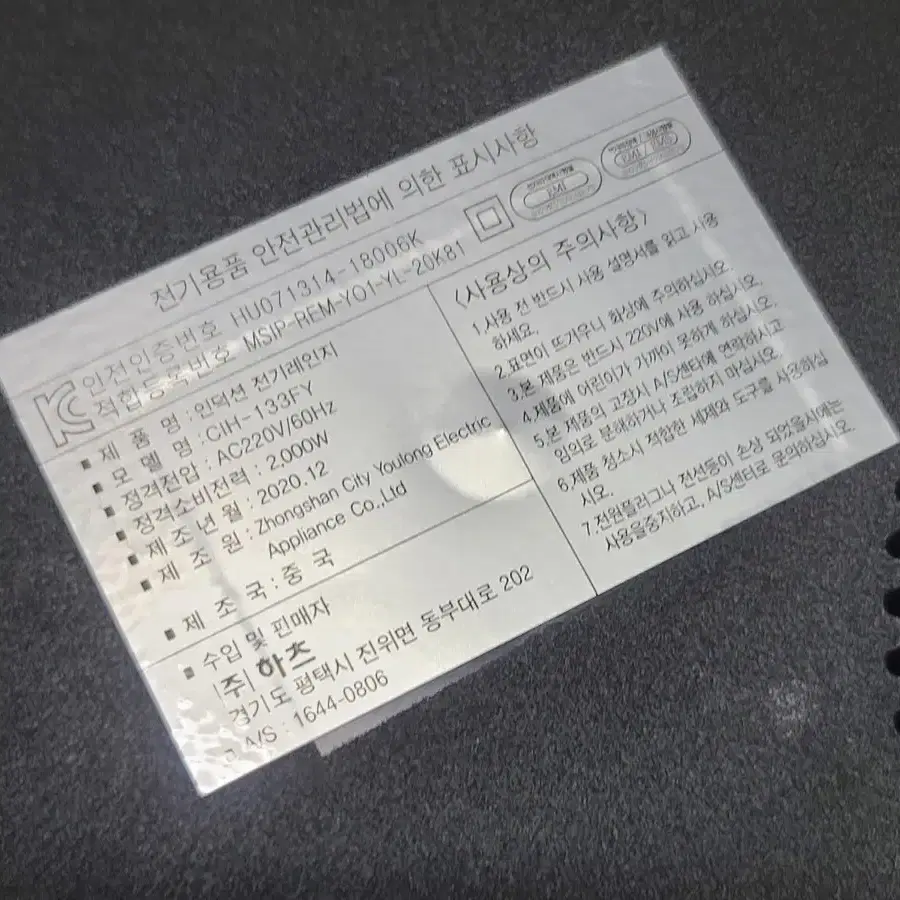 전기용품 안전관리법에 의한 표시사항
안전인증번호 HU071314-18006K
적합등록번호 MSIP-REM-YO1-YL-20K81
EMI
EMI / EMS
■ 제 품 명 : 인덕션 전기레인지
■ 모 델 명 : CIH-133FY
■ 정격전압 : AC220V/60Hz
■ 정격소비전력 : 2,000W
■ 제 조 년 월 : 2020.12
■ 제 조 원 : Zhongshan City Youlong Electric
Appliance Co.,Ltd
■ 제 조 국 : 중 국
■ 수입 및 판매자
(주) 하츠
경기도 평택시 진위면 동부대로 202
A/S : 1644-0806
〈사용상의 주의사항〉
1.사용 전 반드시 사용 설명서를 읽고 사용
하세요.
2.표면이 뜨거우니 화상에 주의하십시오.
3.본 제품은 반드시 220V에 사용 하십시오.
4.제품에 어린이가 가까이 못하게 하십시오.
5.본 제품의 고장시 A/S센타에 연락하시고
임의로 분해하거나 조립하지 마십시오.
6.제품 청소시 적합한 세제와 도구를 사용하십
시오.
7.전원플러그나 전선등이 손상 되었을시에는
사용을중지하고, A/S센터로 문의하십시오.